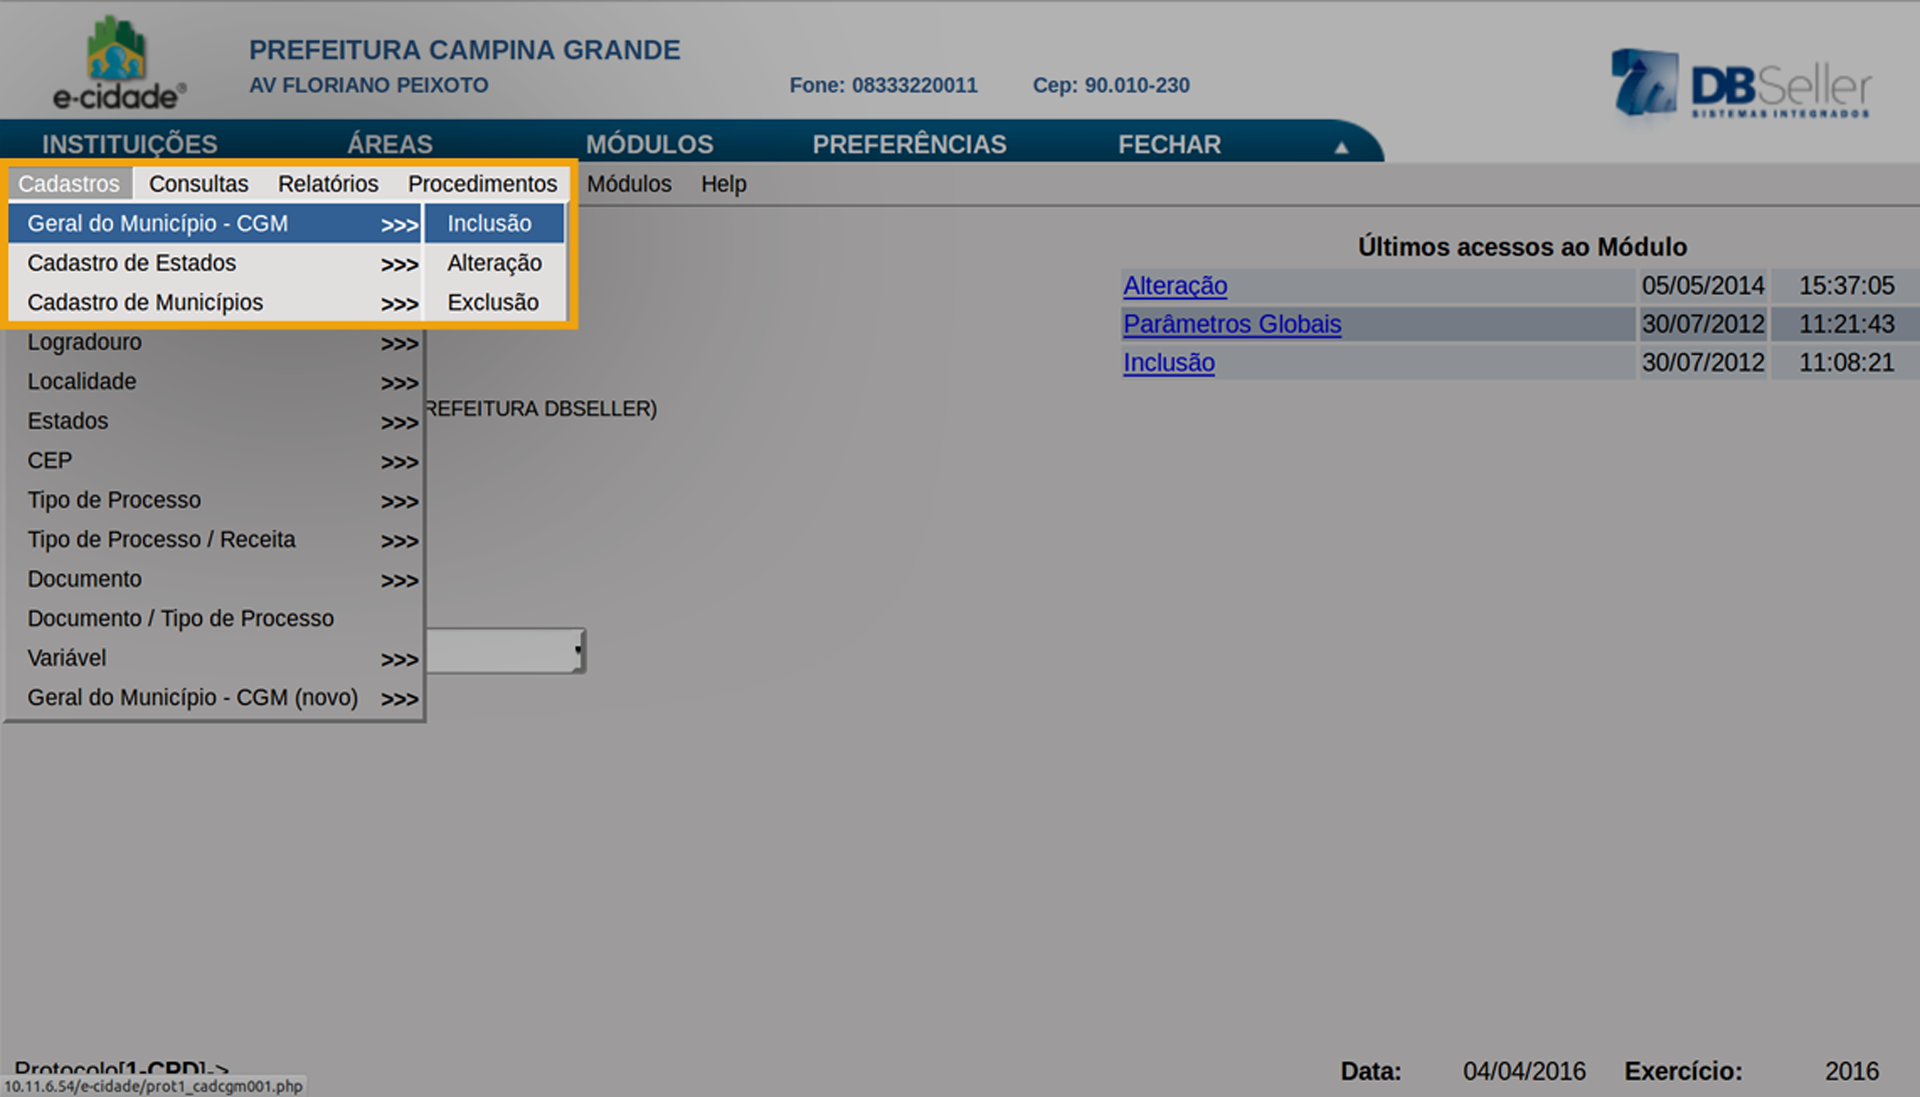 e-cidade®
PREFEITURA CAMPINA GRANDE
AV FLORIANO PEIXOTO
Fone: 08333220011
Cep: 90.010-230
DBSeller
SISTEMAS INTEGRADOS
INSTITUIÇÕES ÁREAS MÓDULOS PREFERÊNCIAS FECHAR ▲
Cadastros Consultas Relatórios Procedimentos Módulos Help
Geral do Município - CGM >>> Inclusão
Cadastro de Estados >>> Alteração
Cadastro de Municípios >>> Exclusão
Logradouro >>>
Localidade >>>
Estados >>>
CEP >>>
Tipo de Processo >>>
Tipo de Processo / Receita >>>
Documento >>>
Documento / Tipo de Processo
Variável >>>
Geral do Município - CGM (novo) >>>
REFEITURA DBSELLER)
Últimos acessos ao Módulo
Alteração 05/05/2014 15:37:05
Parâmetros Globais 30/07/2012 11:21:43
Inclusão 30/07/2012 11:08:21
Protocolo[1-CPD]->
10.11.6.54/e-cidade/prot1_cadcgm001.php
Data: 04/04/2016 Exercício: 2016